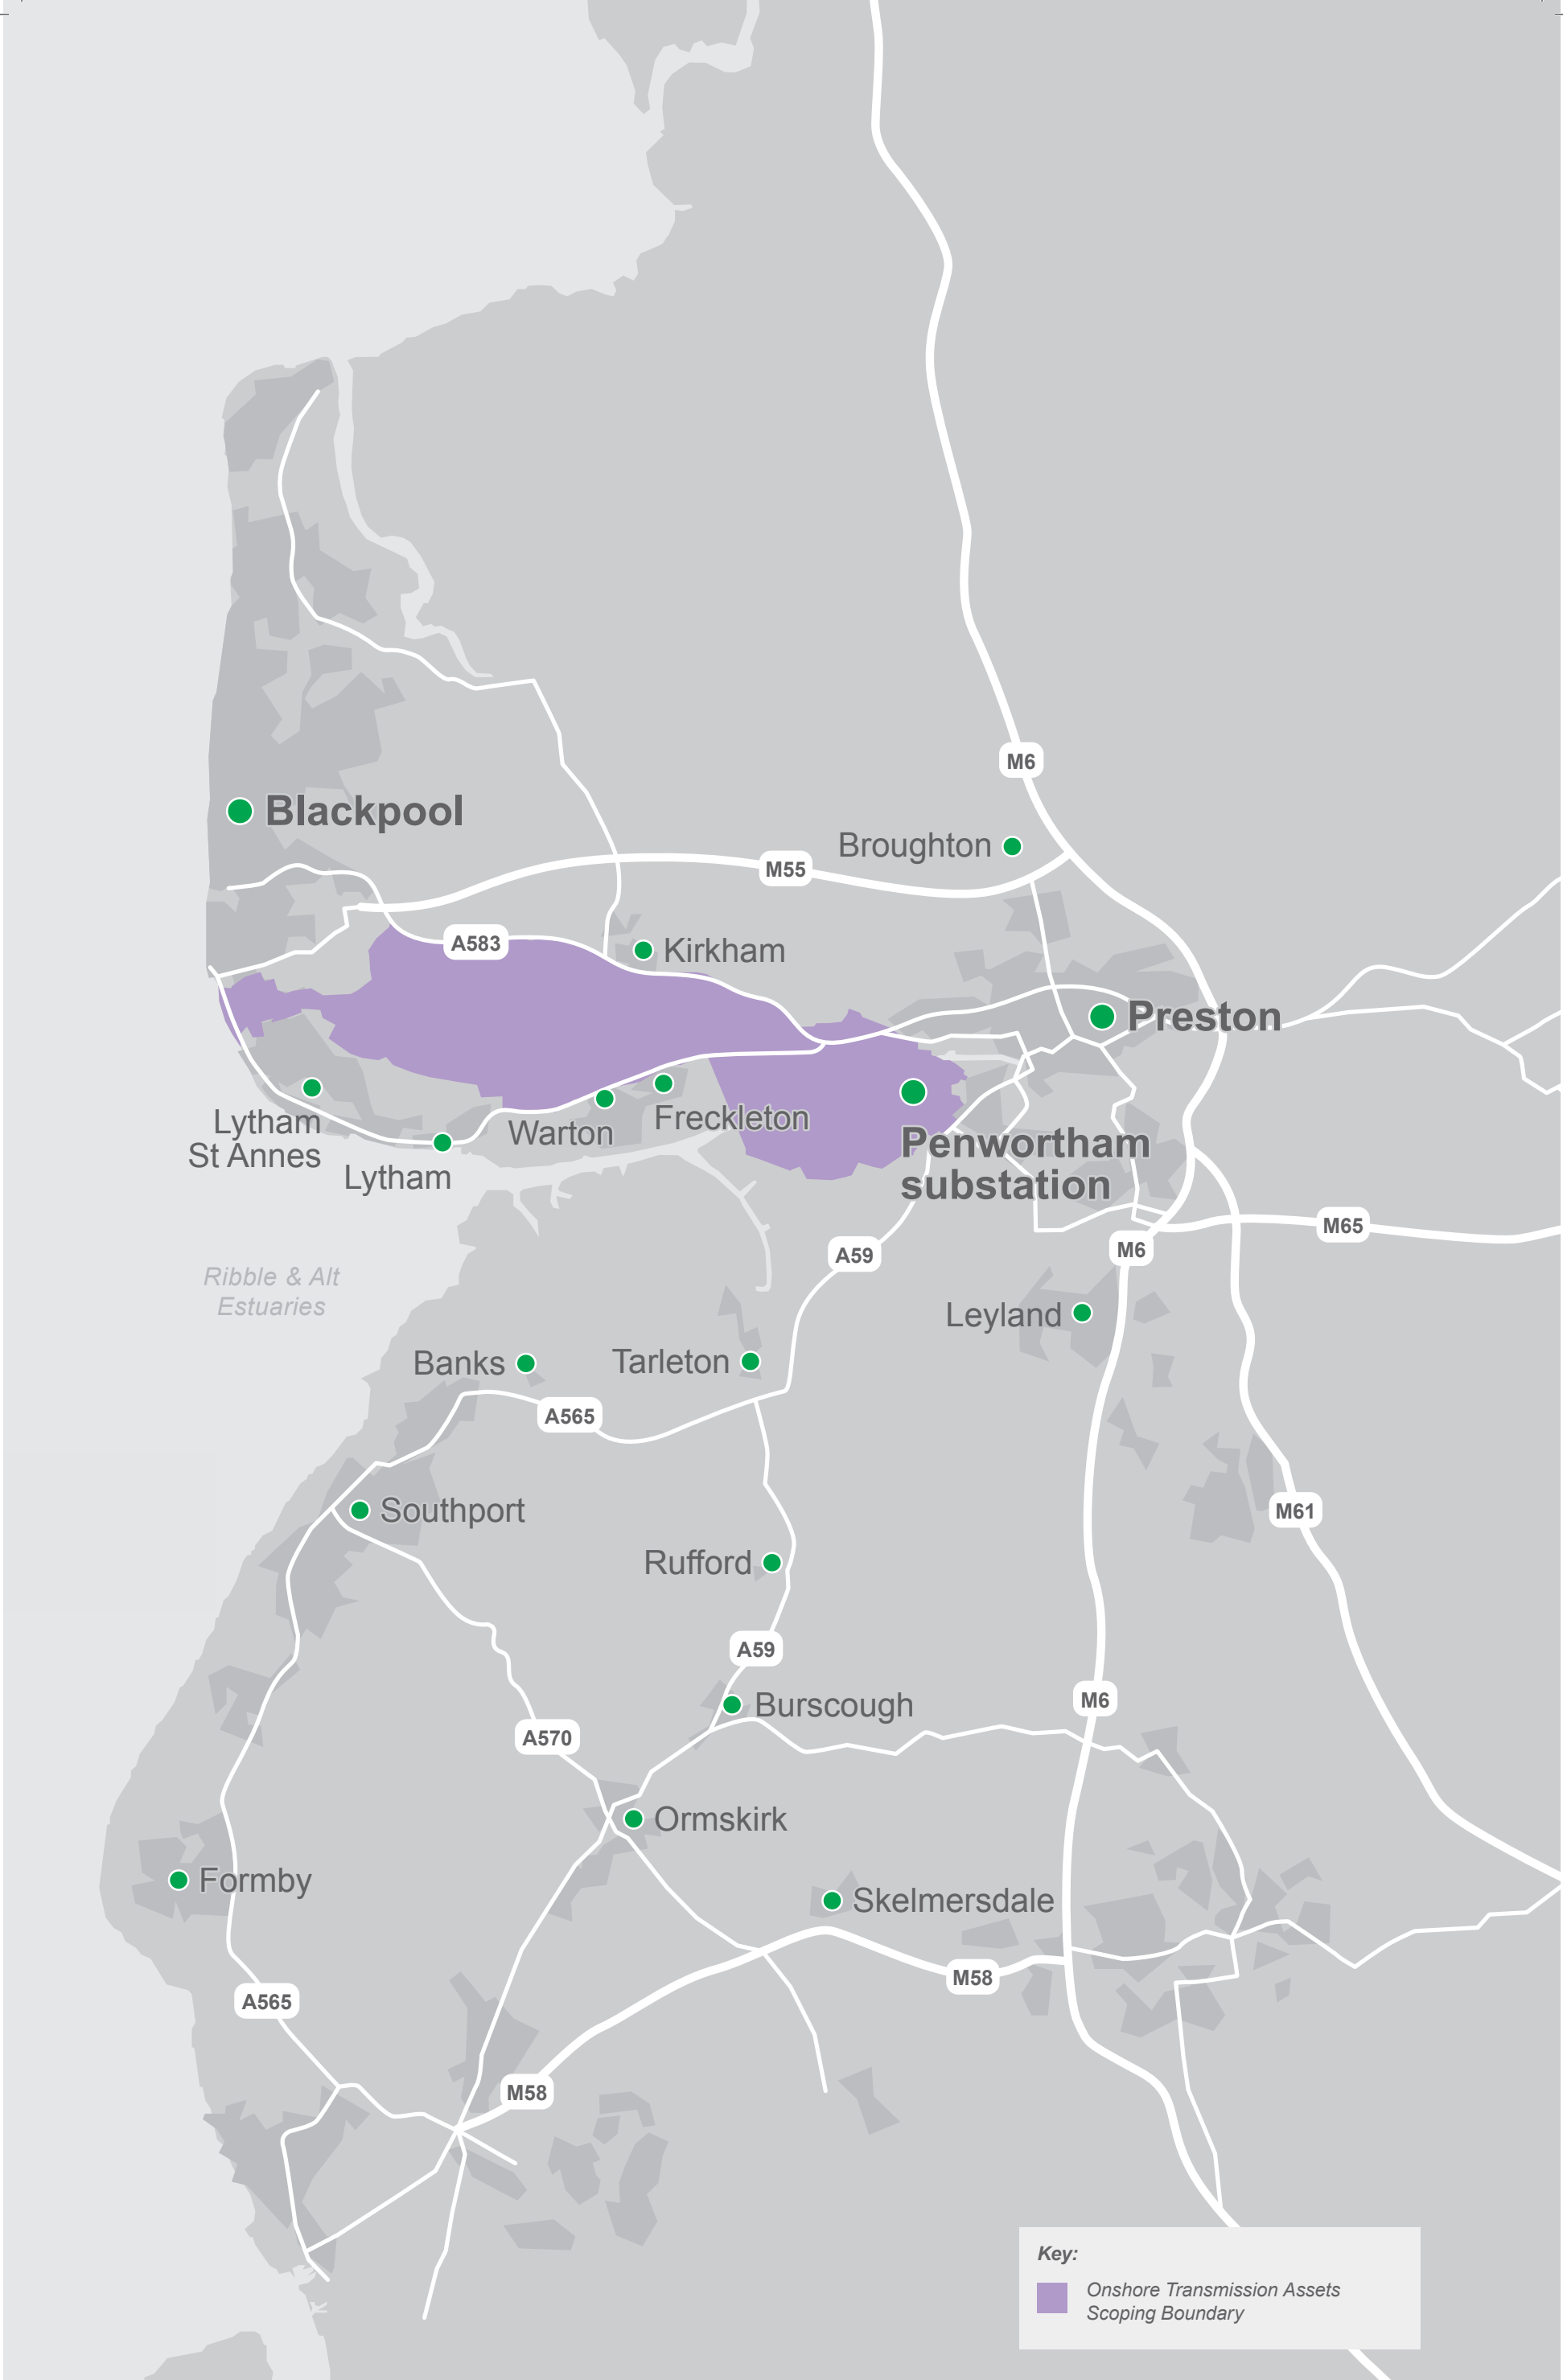 M6
Blackpool
Broughton
M55
A583
Kirkham
Preston
Lytham
St Annes
Lytham
Warton
Freckleton
Penwortham
substation
M65
A59
M6
Ribble & Alt
Estuaries
Leyland
Banks
Tarleton
A565
Southport
M61
Rufford
A59
M6
Burscough
A570
Ormskirk
Formby
Skelmersdale
M58
A565
M58
Key:
Onshore Transmission Assets
Scoping Boundary